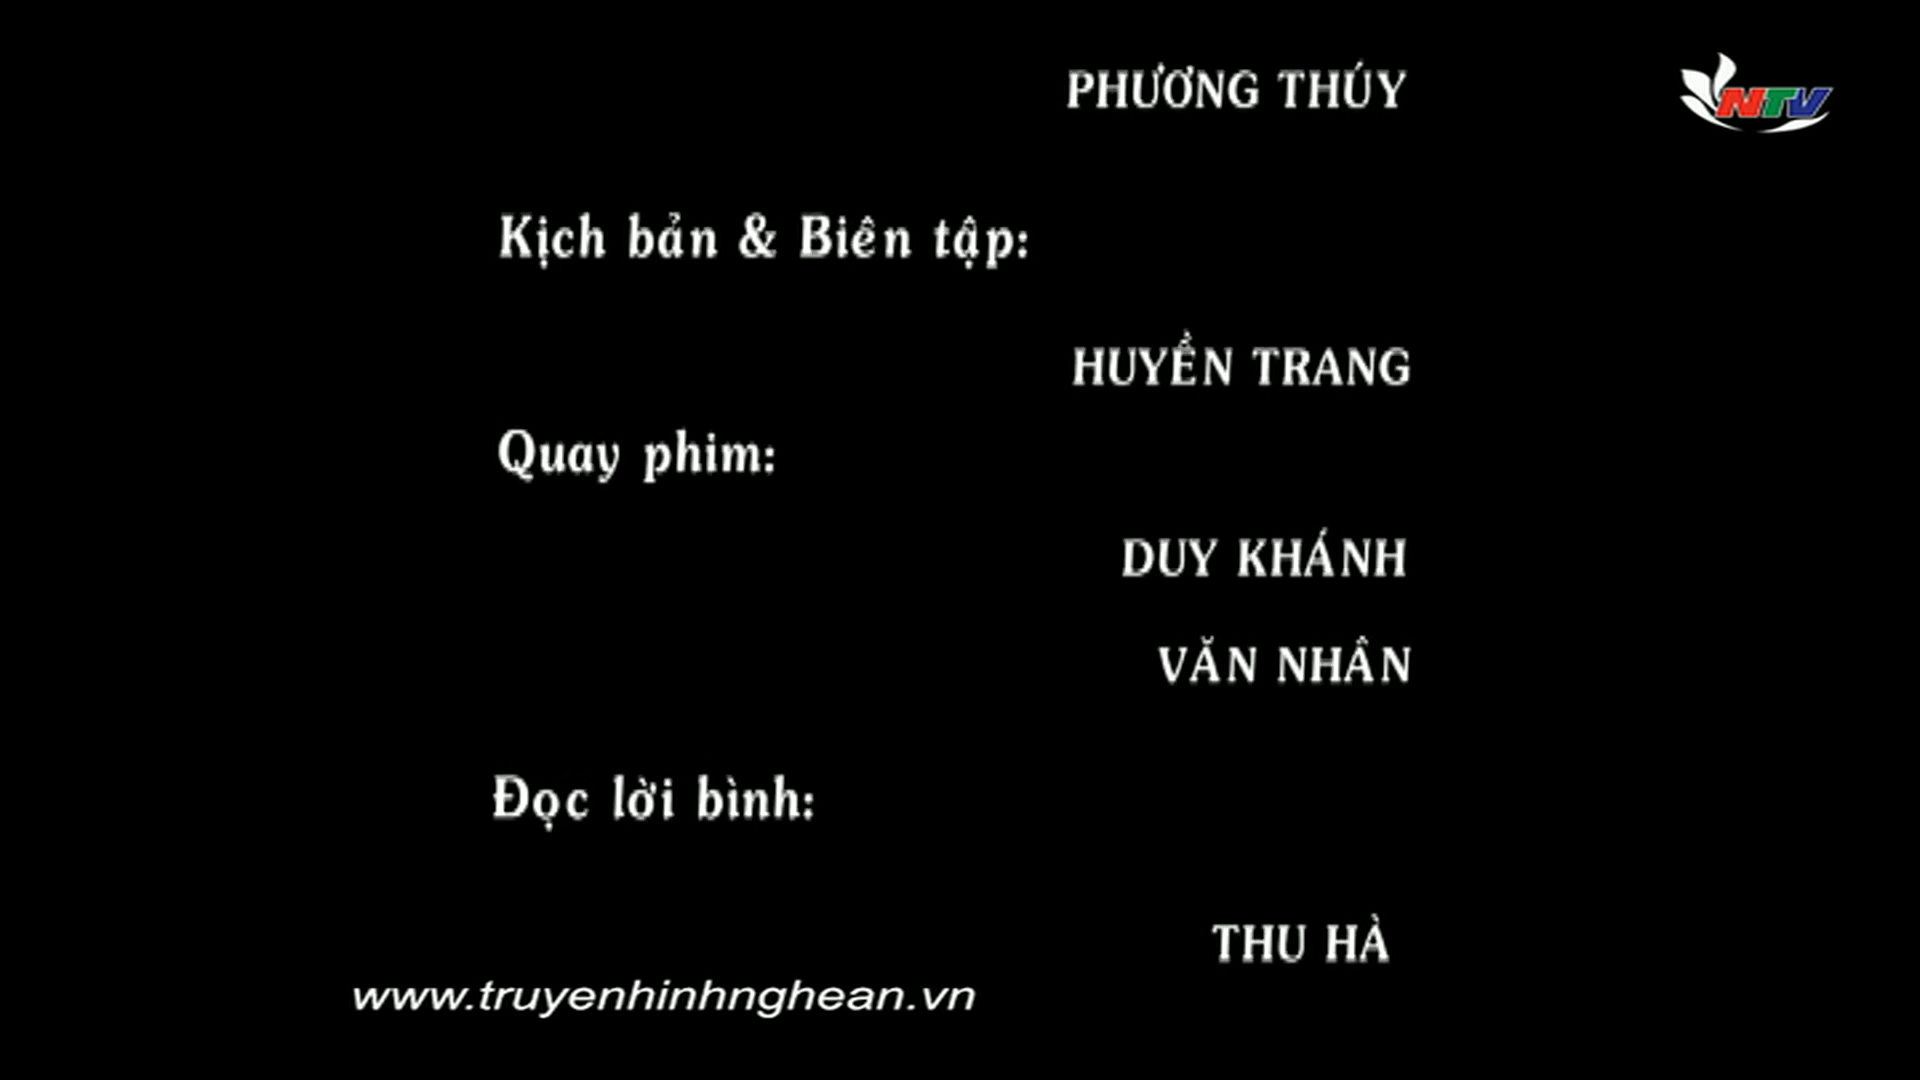 PHƯƠNG THÚY
NTV
Kịch bản & Biên tập:
HUYỀN TRANG
Quay phim:
DUY KHÁNH
VĂN NHÂN
Đọc lời bình:
THU HÀ
www.truyenhinhnghean.vn